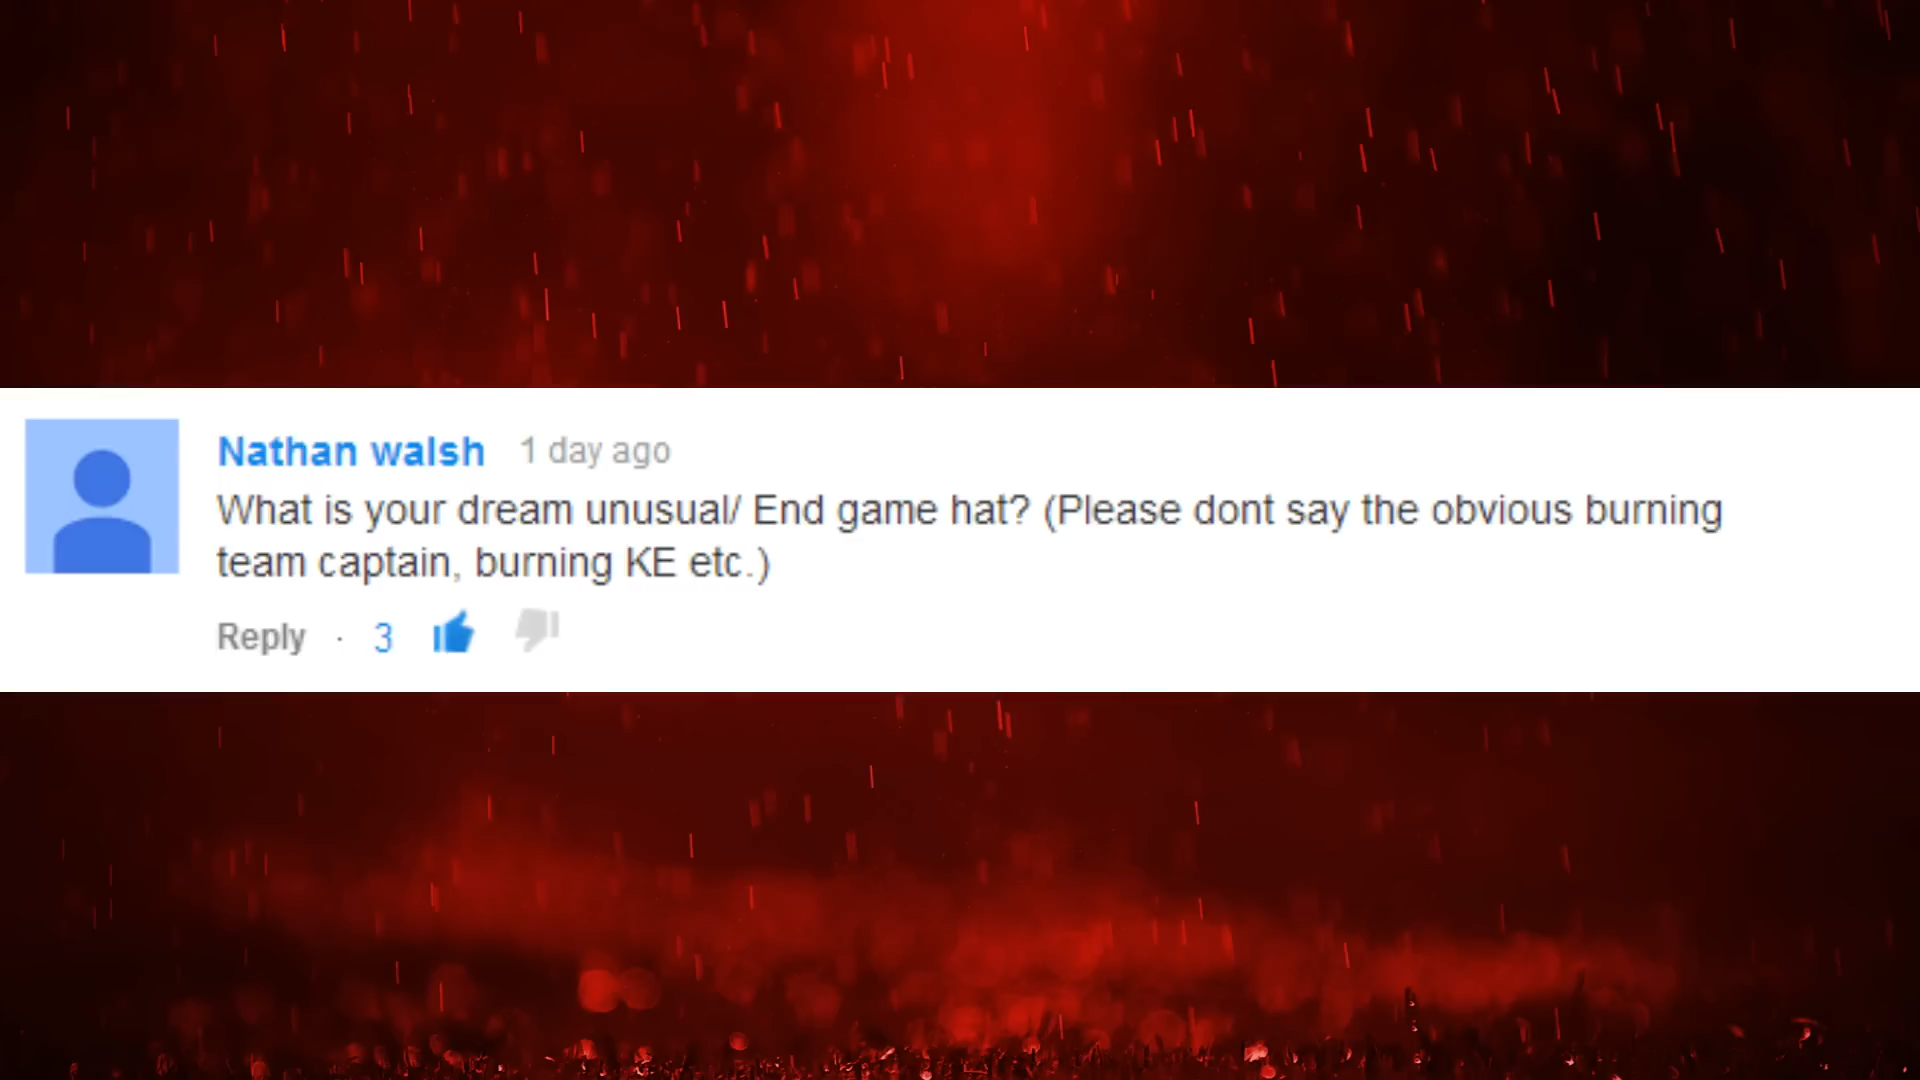 Nathan walsh 1 day ago
What is your dream unusual/ End game hat? (Please dont say the obvious burning
team captain, burning KE etc.)
Reply · 3